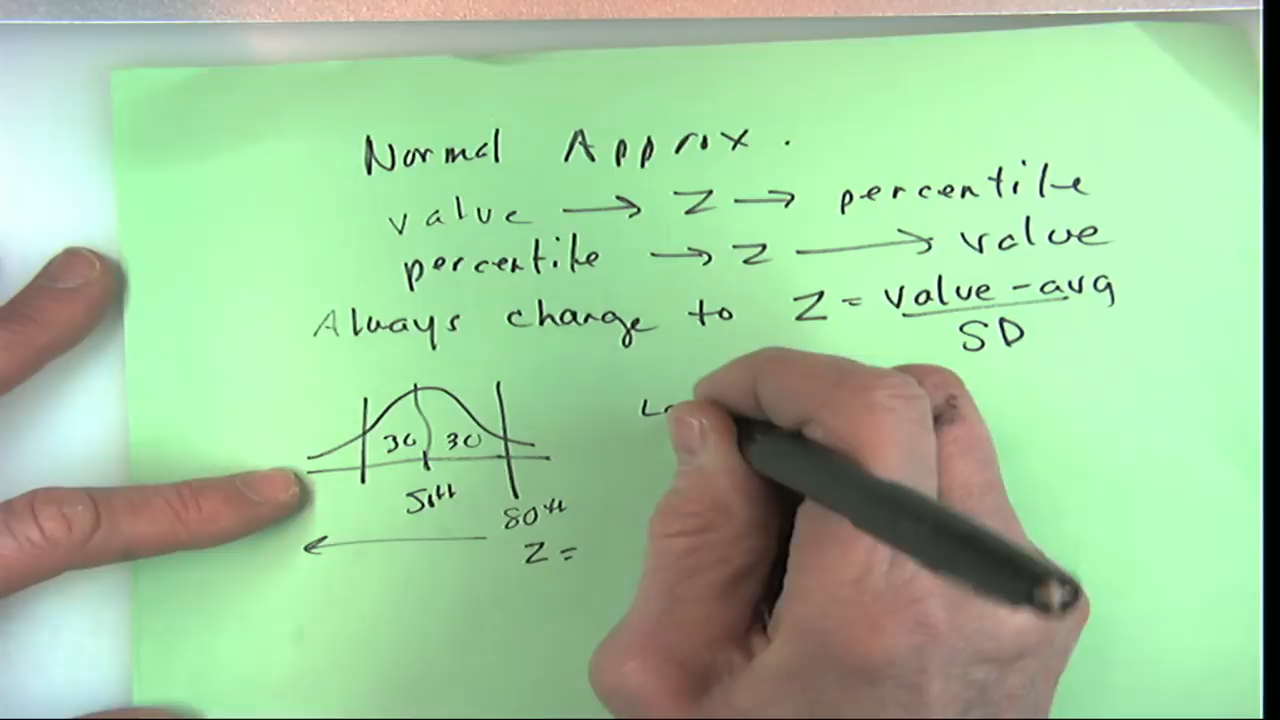 Normal Approx.
value → Z → percentile
percentile → Z → value
Always change to Z = value - avg
SD
30 30
50th
80th
Z =